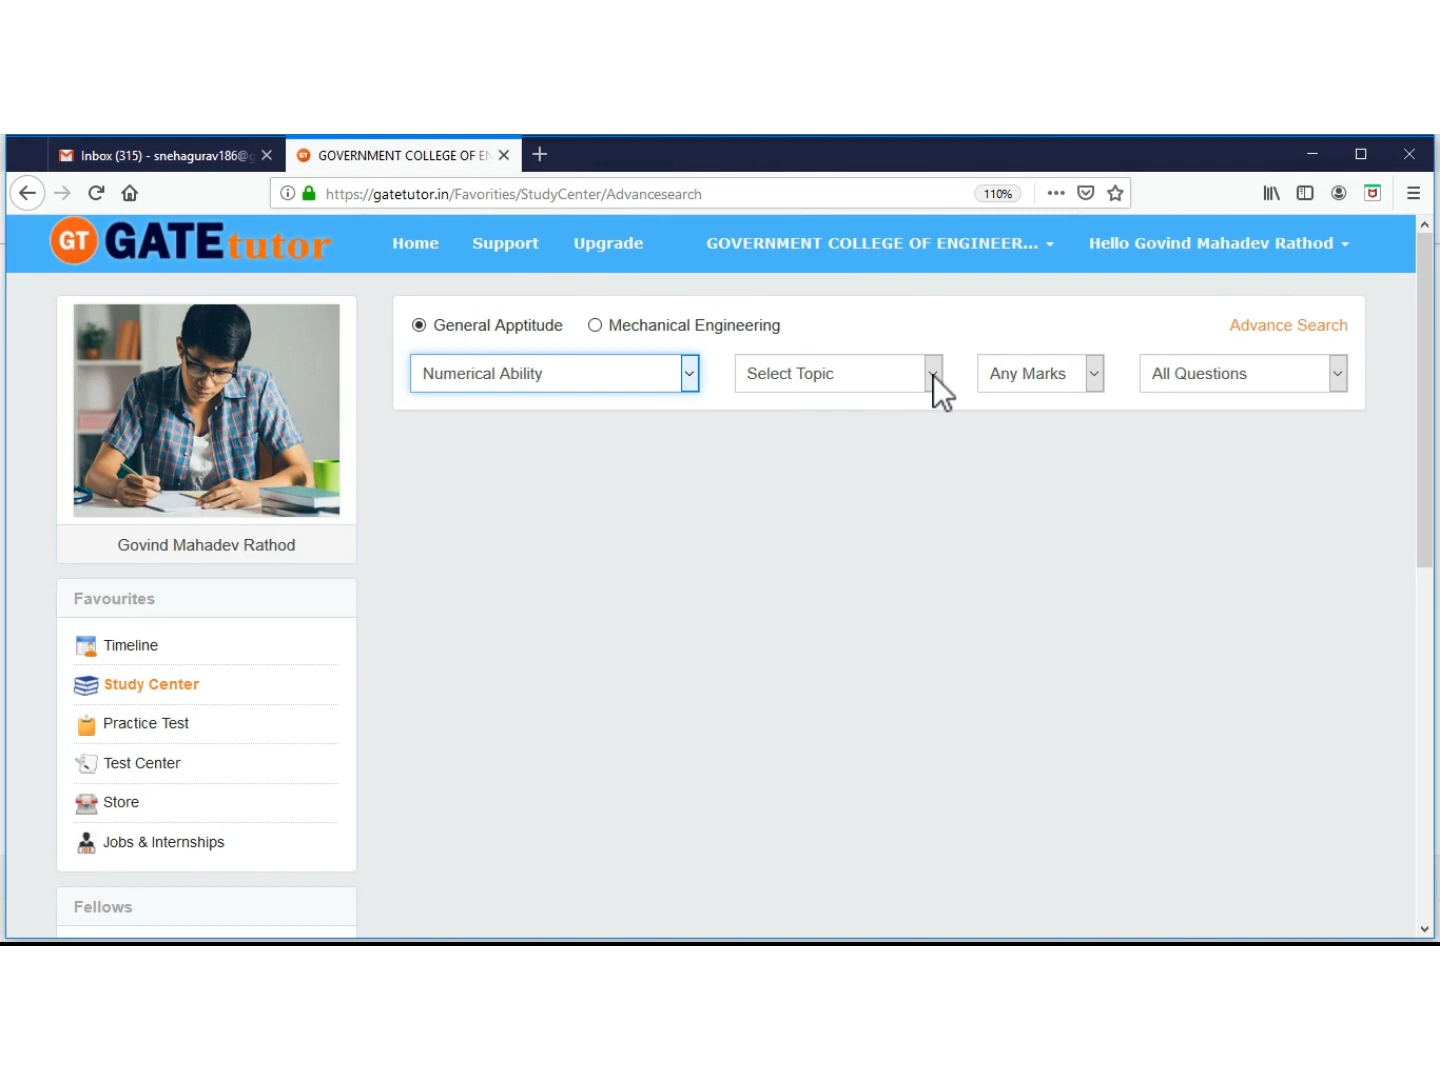 Inbox (315) - snehagurav186@g
GOVERNMENT COLLEGE OF EN
https://gatetutor.in/Favorities/StudyCenter/Advancesearch
110%
GT GATEtutor
Home
Support
Upgrade
GOVERNMENT COLLEGE OF ENGINEER...
Hello Govind Mahadev Rathod
General Apptitude
Mechanical Engineering
Advance Search
Numerical Ability
Select Topic
Any Marks
All Questions
Govind Mahadev Rathod
Favourites
Timeline
Study Center
Practice Test
Test Center
Store
Jobs & Internships
Fellows